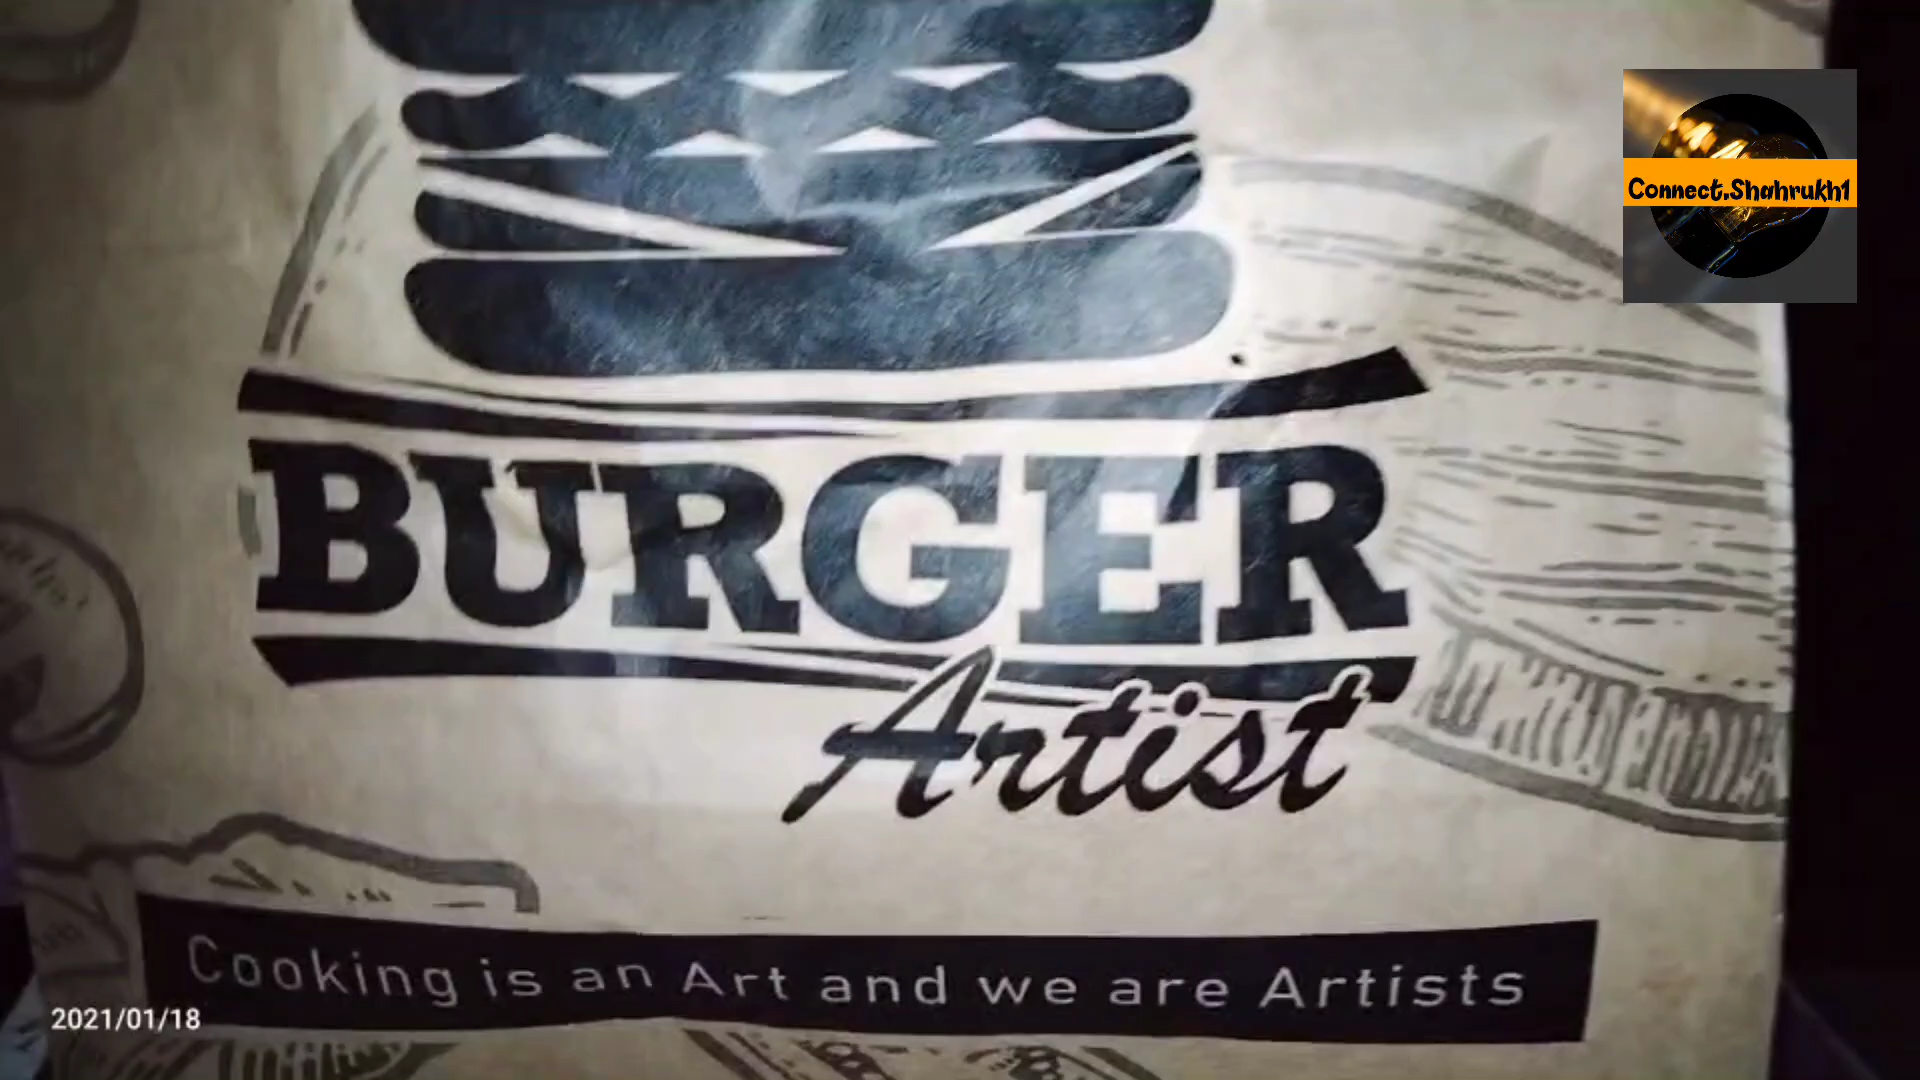 Connect.Shahrukh1
BURGER
Artist
Cooking is an Art and we are Artists
2021/01/18